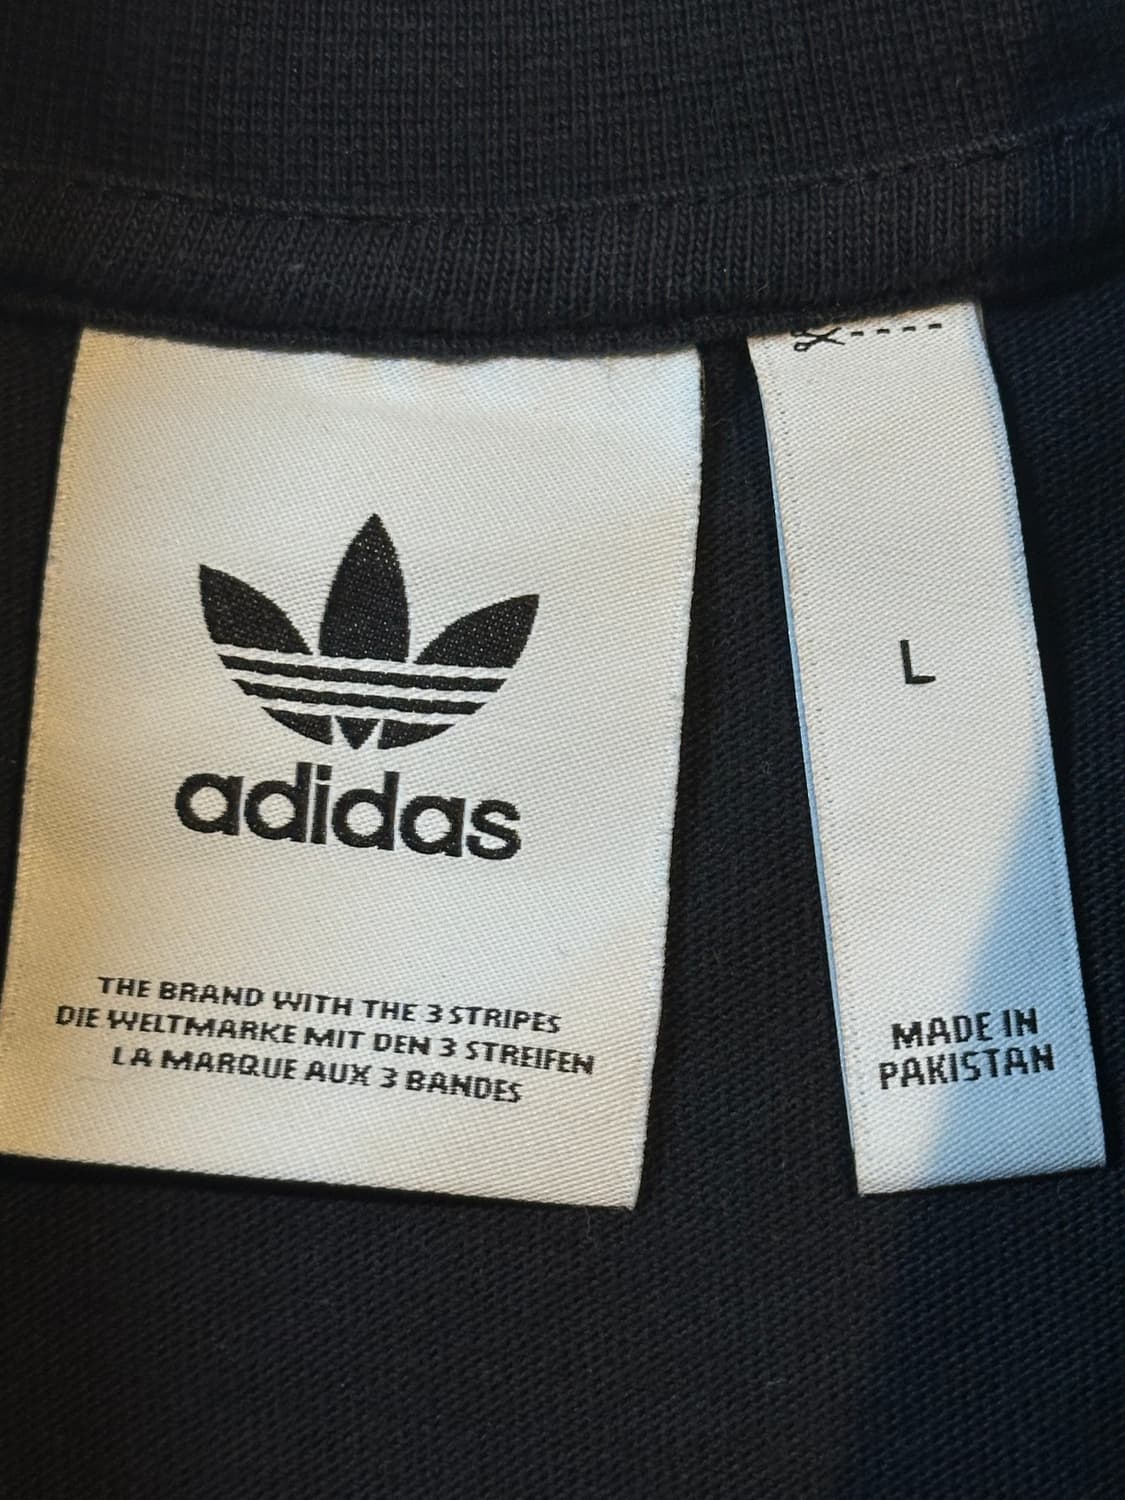 adidas
THE BRAND WITH THE 3 STRIPES
DIE WELTMARKE MIT DEN 3 STREIFEN
LA MARQUE AUX 3 BANDES
L
MADE IN
PAKISTAN